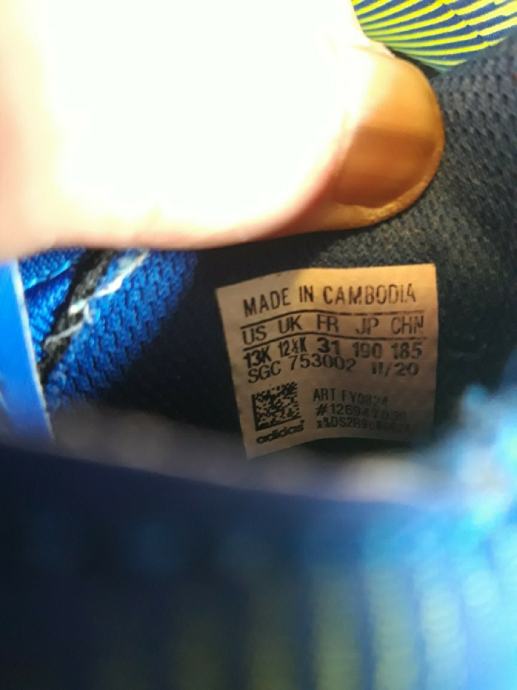 MADE IN CAMBODIA
US UK FR JP CHN
13K 12½K 31 190 185
SGC 753002 11/20
ART FY0824
adidas